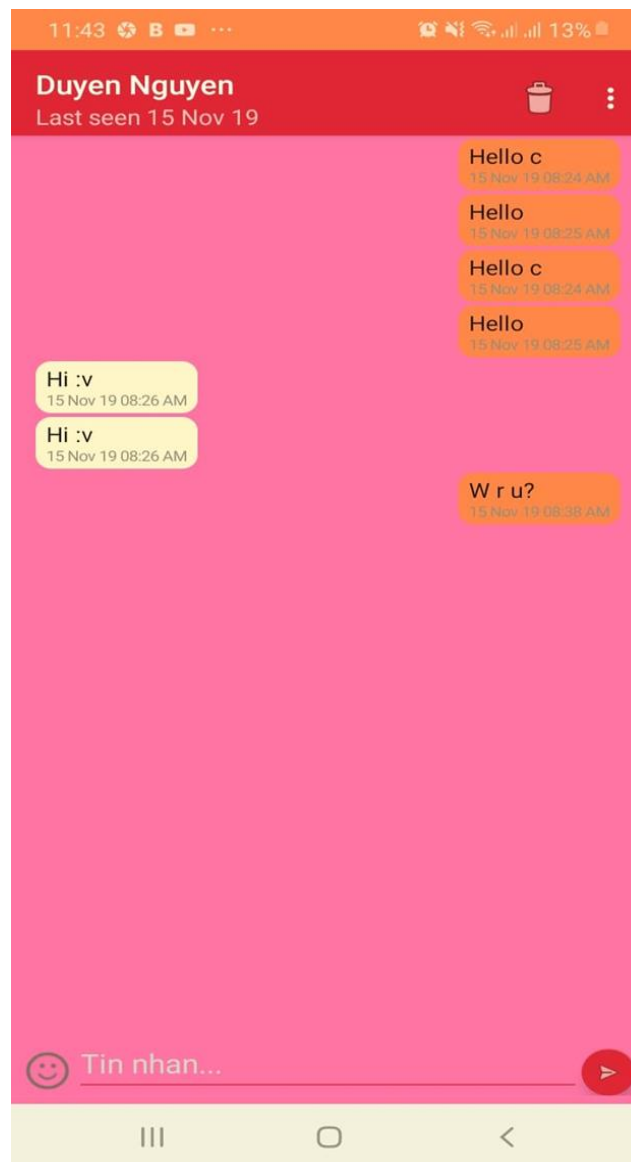 11:43 B ... 13%
Duyen Nguyen
Last seen 15 Nov 19
Hello c
15 Nov 19 08:24 AM
Hello
15 Nov 19 08:25 AM
Hello c
15 Nov 19 08:24 AM
Hello
15 Nov 19 08:25 AM
Hi :v
15 Nov 19 08:26 AM
Hi :v
15 Nov 19 08:26 AM
W r u?
15 Nov 19 08:38 AM
Tin nhan...